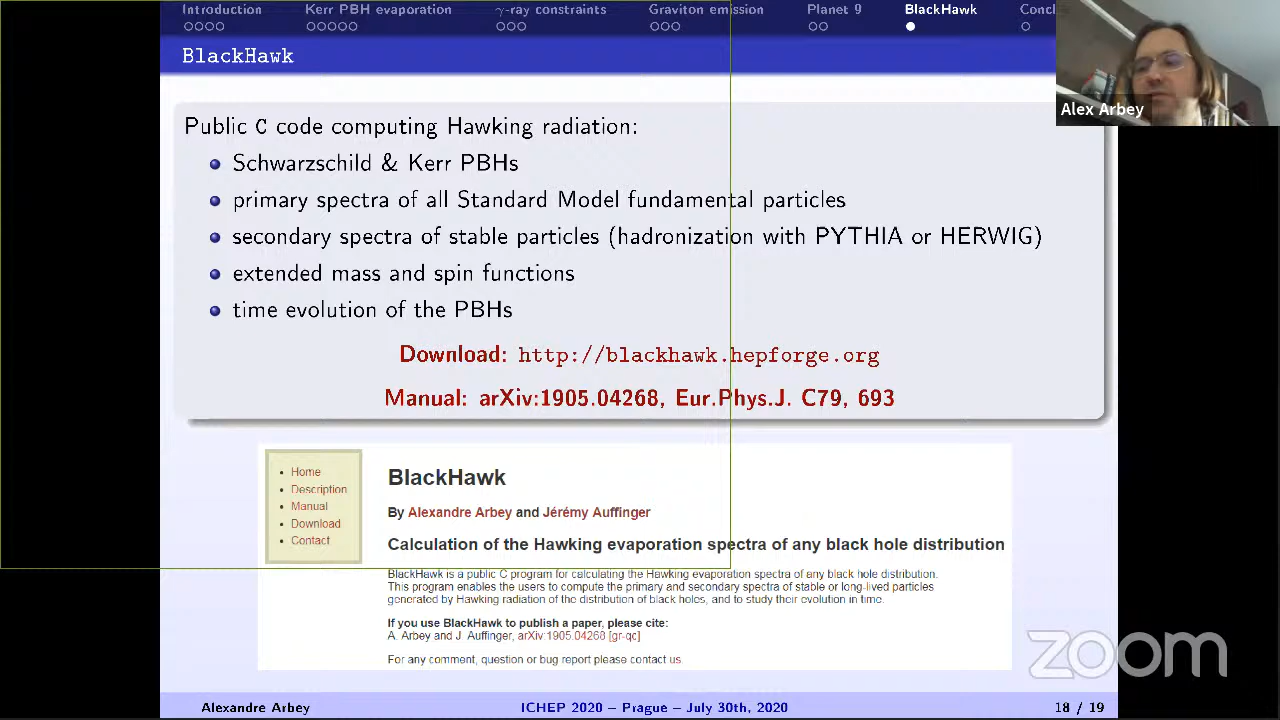 Introduction Kerr PBH evaporation γ-ray constraints Graviton emission Planet 9 BlackHawk Concl
BlackHawk
Alex Arbey
Public C code computing Hawking radiation:
Schwarzschild & Kerr PBHs
primary spectra of all Standard Model fundamental particles
secondary spectra of stable particles (hadronization with PYTHIA or HERWIG)
extended mass and spin functions
time evolution of the PBHs
Download: http://blackhawk.hepforge.org
Manual: arXiv:1905.04268, Eur.Phys.J. C79, 693
Home
Description
Manual
Download
Contact
BlackHawk
By Alexandre Arbey and Jérémy Auffinger
Calculation of the Hawking evaporation spectra of any black hole distribution
BlackHawk is a public C program for calculating the Hawking evaporation spectra of any black hole distribution.
This program enables the users to compute the primary and secondary spectra of stable or long-lived particles
generated by Hawking radiation of the distribution of black holes, and to study their evolution in time.
If you use BlackHawk to publish a paper, please cite:
A. Arbey and J. Auffinger, arXiv:1905.04268 [gr-qc]
For any comment, question or bug report please contact us.
zoom
Alexandre Arbey ICHEP 2020 – Prague – July 30th, 2020 18 / 19